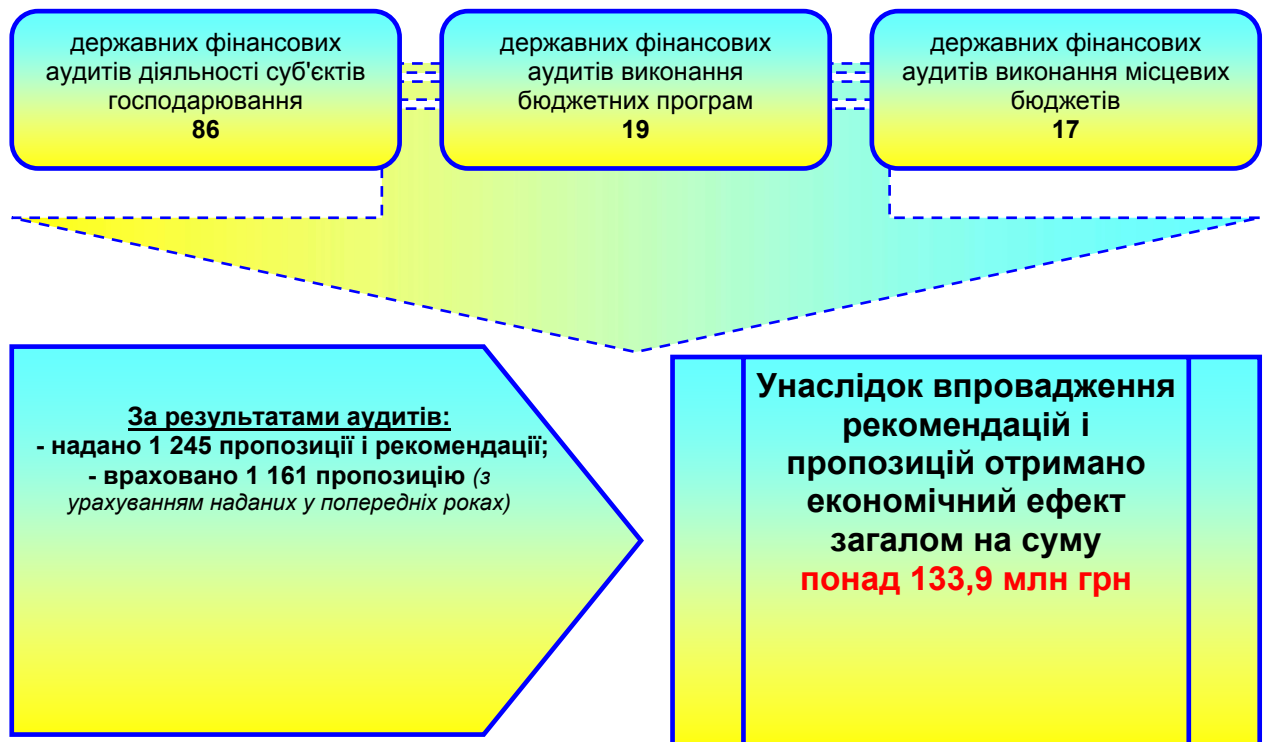 державних фінансових
аудитів діяльності суб'єктів
господарювання
86
державних фінансових
аудитів виконання
бюджетних програм
19
державних фінансових
аудитів виконання місцевих
бюджетів
17
За результатами аудитів:
- надано 1 245 пропозиції і рекомендації;
- враховано 1 161 пропозицію (з
урахуванням наданих у попередніх роках)
Унаслідок впровадження
рекомендацій і
пропозицій отримано
економічний ефект
загалом на суму
понад 133,9 млн грн